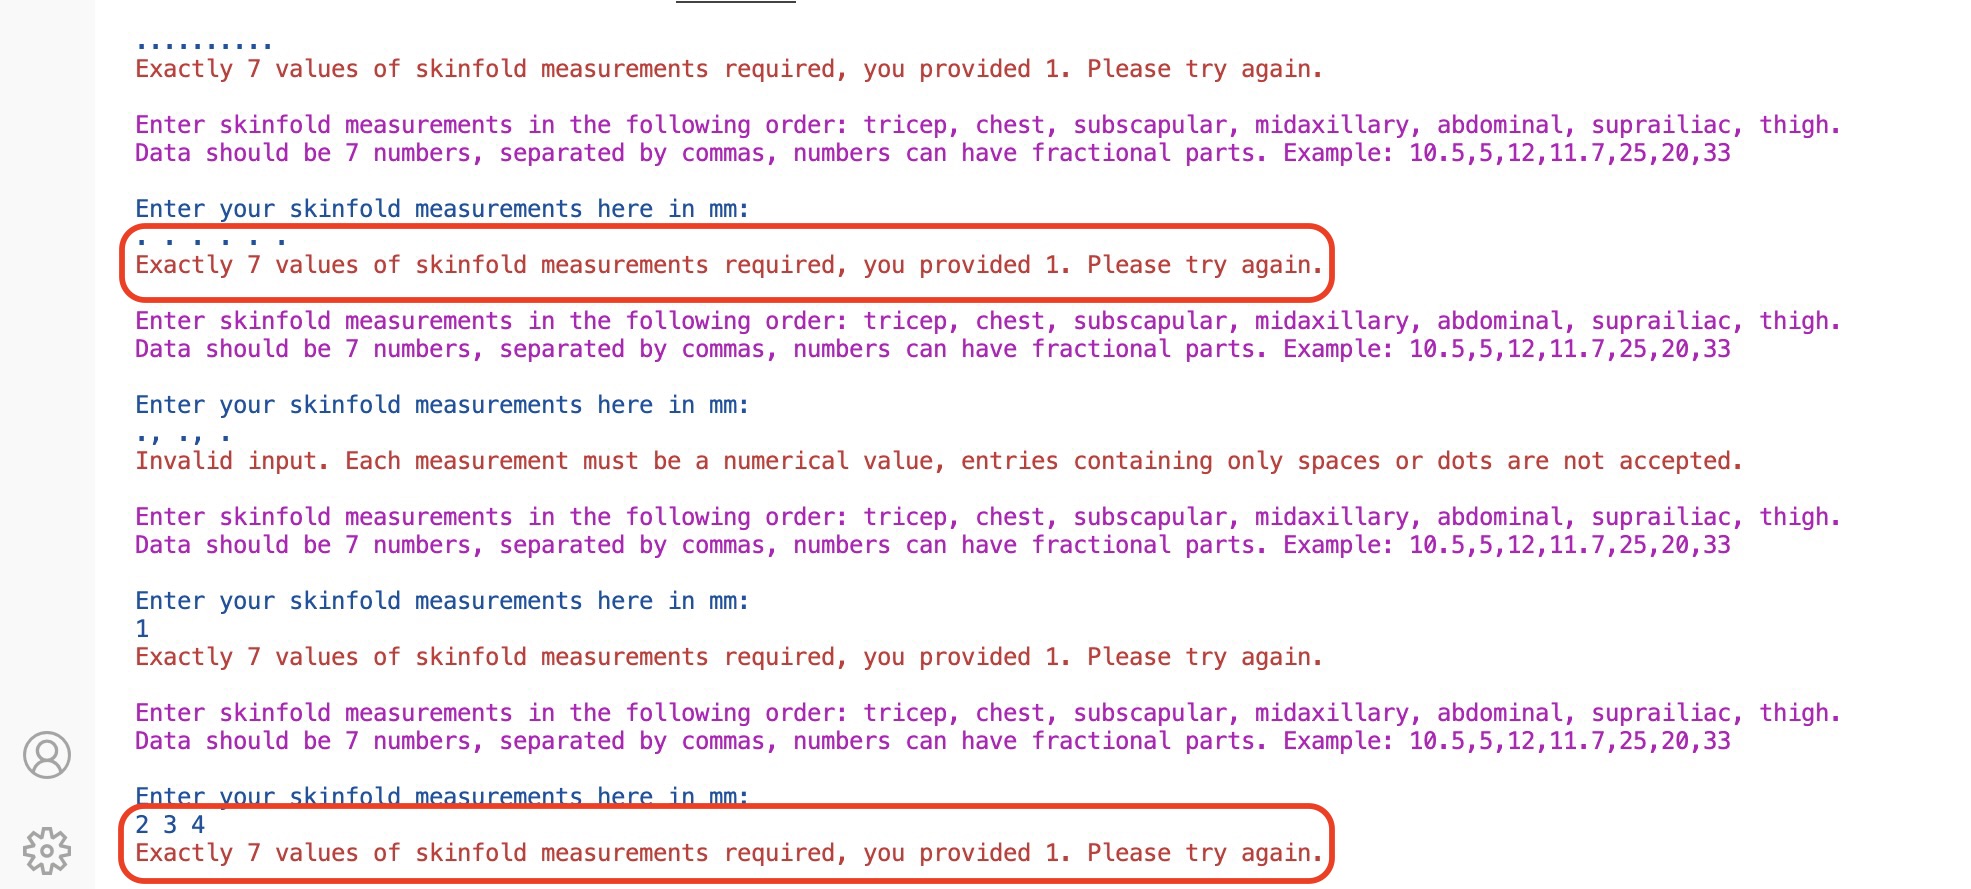 ..........
Exactly 7 values of skinfold measurements required, you provided 1. Please try again.
Enter skinfold measurements in the following order: tricep, chest, subscapular, midaxillary, abdominal, suprailiac, thigh.
Data should be 7 numbers, separated by commas, numbers can have fractional parts. Example: 10.5,5,12,11.7,25,20,33
Enter your skinfold measurements here in mm:
. . . . . .
Exactly 7 values of skinfold measurements required, you provided 1. Please try again.
Enter skinfold measurements in the following order: tricep, chest, subscapular, midaxillary, abdominal, suprailiac, thigh.
Data should be 7 numbers, separated by commas, numbers can have fractional parts. Example: 10.5,5,12,11.7,25,20,33
Enter your skinfold measurements here in mm:
., ., .
Invalid input. Each measurement must be a numerical value, entries containing only spaces or dots are not accepted.
Enter skinfold measurements in the following order: tricep, chest, subscapular, midaxillary, abdominal, suprailiac, thigh.
Data should be 7 numbers, separated by commas, numbers can have fractional parts. Example: 10.5,5,12,11.7,25,20,33
Enter your skinfold measurements here in mm:
1
Exactly 7 values of skinfold measurements required, you provided 1. Please try again.
Enter skinfold measurements in the following order: tricep, chest, subscapular, midaxillary, abdominal, suprailiac, thigh.
Data should be 7 numbers, separated by commas, numbers can have fractional parts. Example: 10.5,5,12,11.7,25,20,33
Enter your skinfold measurements here in mm:
2 3 4
Exactly 7 values of skinfold measurements required, you provided 1. Please try again.